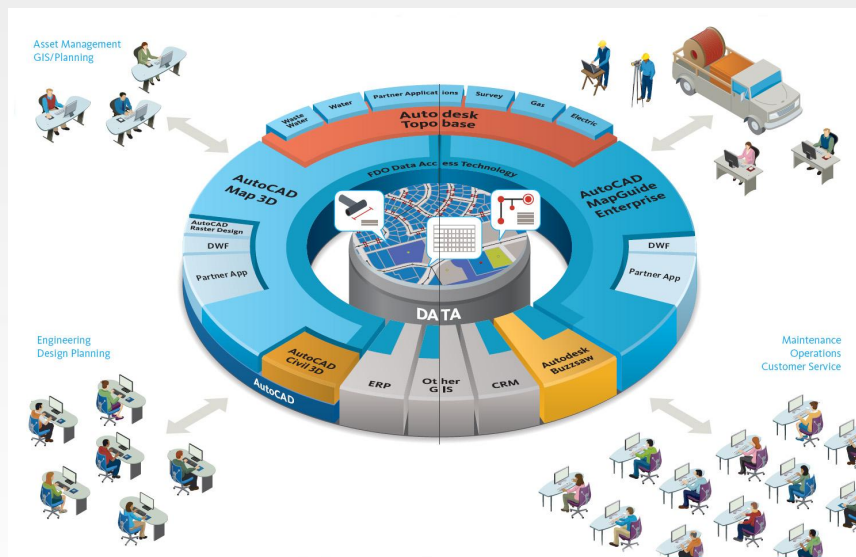 Asset Management
GIS/Planning
Waste
Water
Water
Partner Applications
Survey
Gas
Electric
Autodesk
Topobase
FDO Data Access Technology
AutoCAD
Map 3D
AutoCAD
MapGuide
Enterprise
AutoCAD
Raster Design
DWF
Partner App
DWF
Partner App
DATA
Engineering
Design Planning
Maintenance
Operations
Customer Service
AutoCAD
Civil 3D
AutoCAD
ERP
Other
GIS
CRM
Autodesk
Buzzsaw